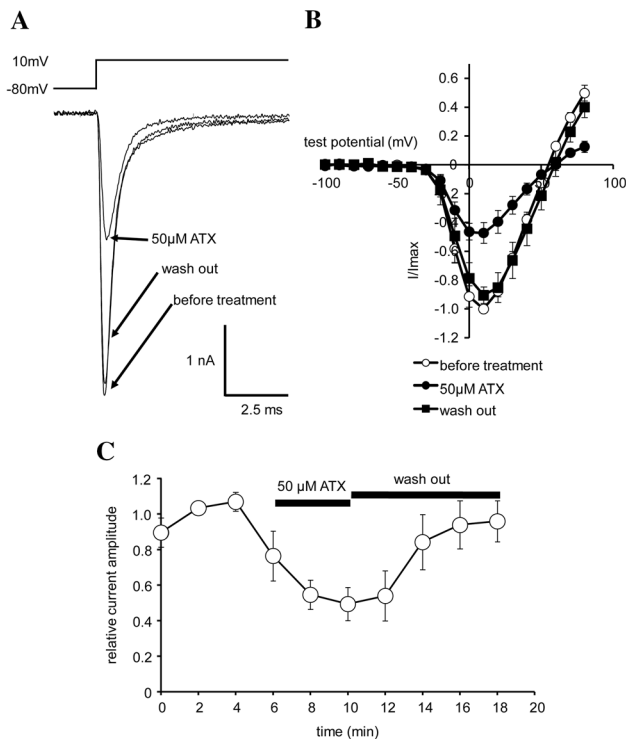 A
10mV
-80mV
50µM ATX
wash out
before treatment
1 nA
2.5 ms
B
test potential (mV)
0.6
0.4
0.2
0
-0.4
-0.6
-0.8
-1.0
-1.2
-100
-50
0
50
100
I/Imax
before treatment
50µM ATX
wash out
C
50 µM ATX
wash out
relative current amplitude
1.2
1.0
0.8
0.6
0.4
0.2
0
0 2 4 6 8 10 12 14 16 18 20
time (min)